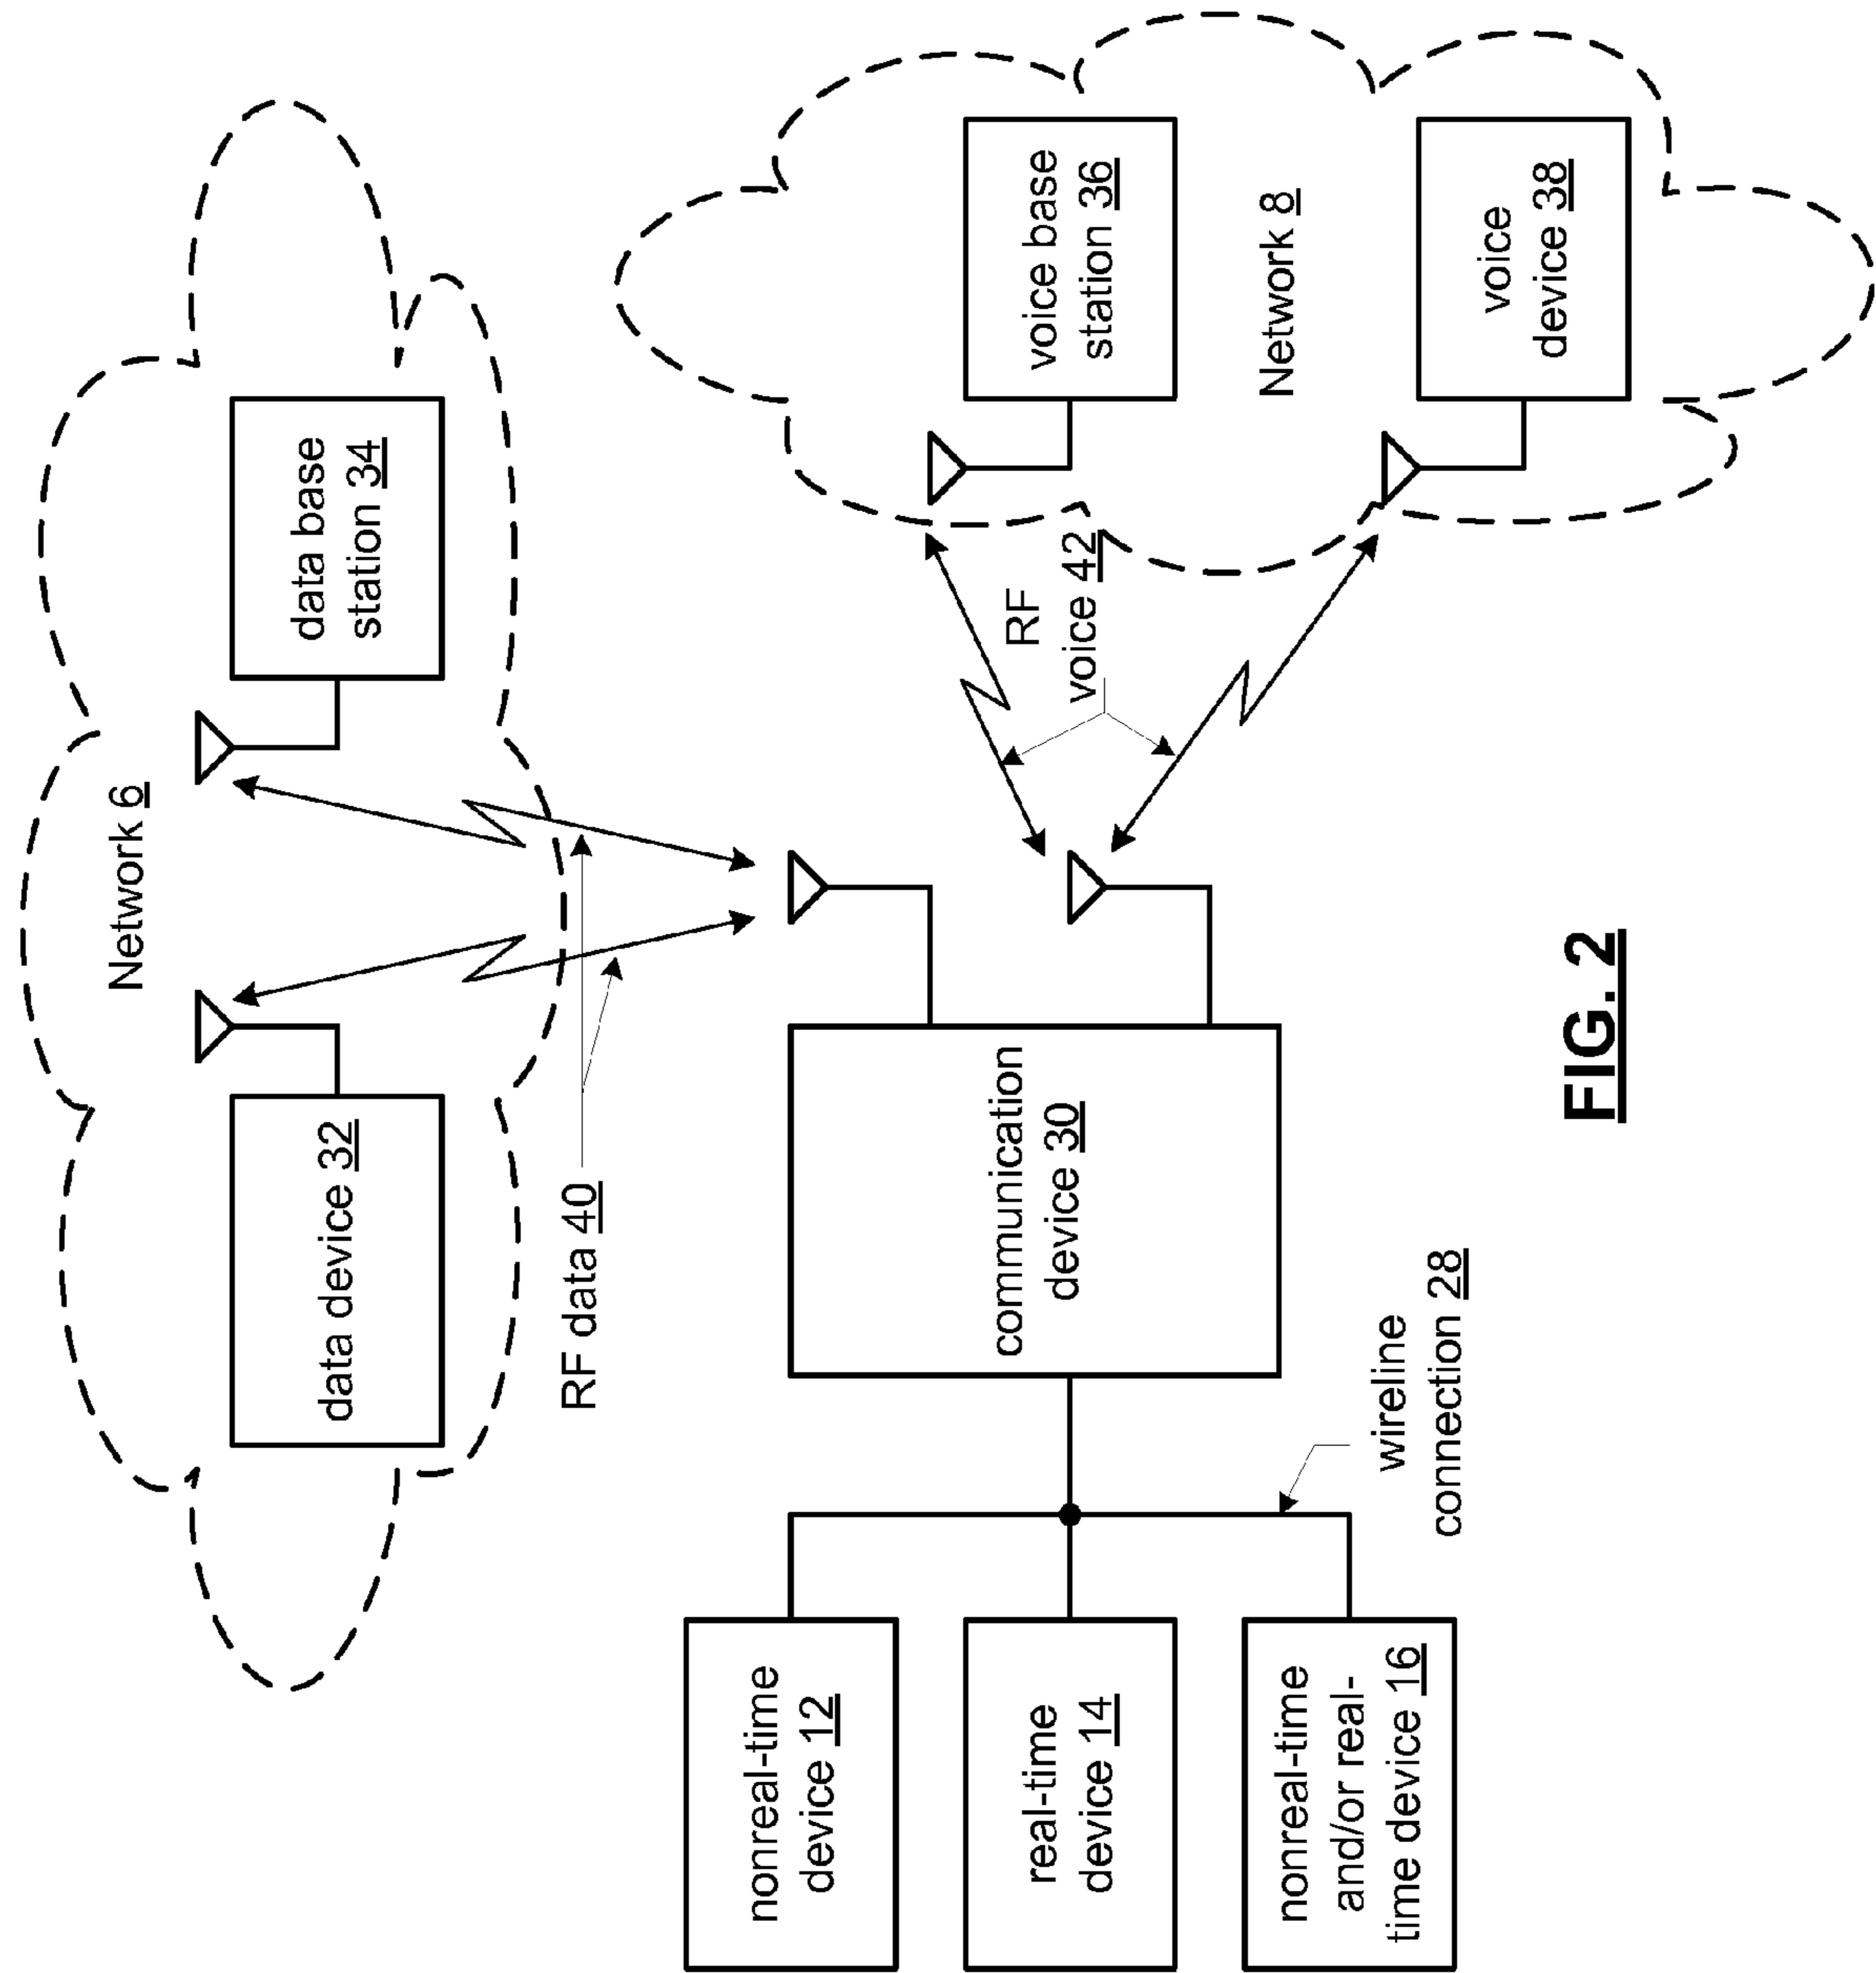 Network 6
data device 32
data base
station 34
RF data 40
nonreal-time
device 12
real-time
device 14
nonreal-time
and/or real-
time device 16
wireline
connection 28
communication
device 30
RF
voice 42
voice base
station 36
Network 8
voice
device 38
FIG. 2